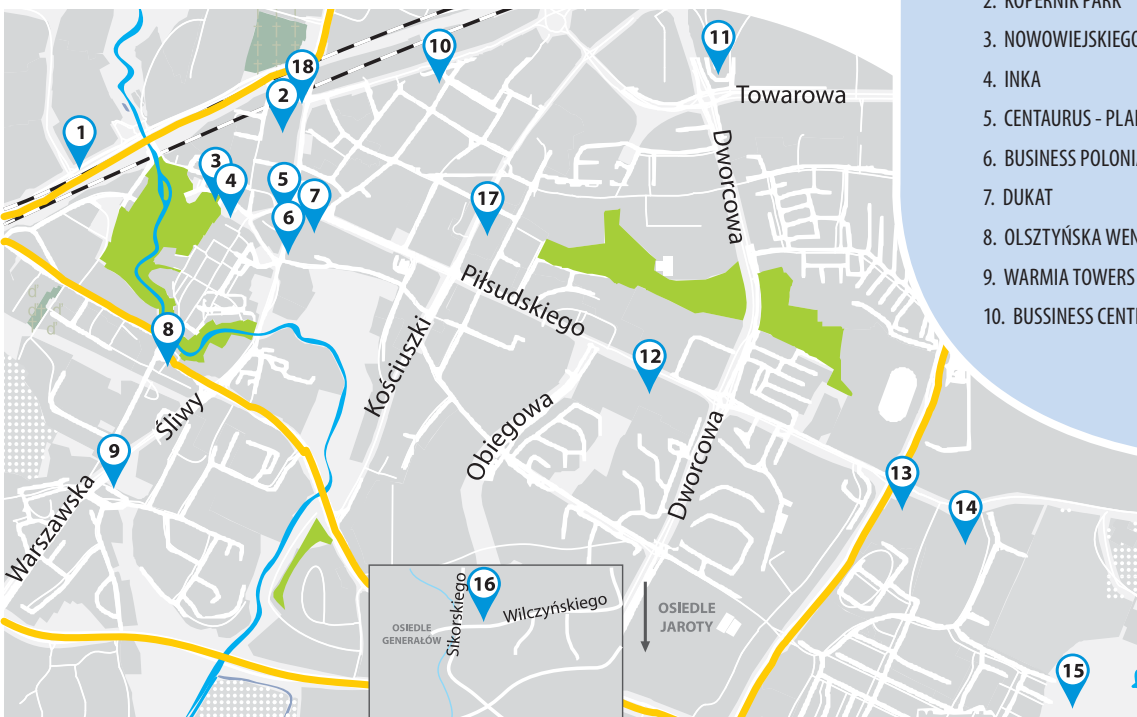 2. KOPERNIK PARK
3. NOWOWIEJSKIEGO
4. INKA
5. CENTAURUS - PLA
6. BUSINESS POLONIA
7. DUKAT
8. OLSZTYŃSKA WEN
9. WARMIA TOWERS
10. BUSSINESS CENT
11
10
18
Towarowa
2
1
Dworcowa
3
4
5
7
17
6
Piłsudskiego
8
12
Kościuszki
Śliwy
Obiegowa
Dworcowa
9
13
Warszawska
14
16
Sikorskiego
Wilczyńskiego
OSIEDLE
GENERAŁÓW
OSIEDLE
JAROTY
15